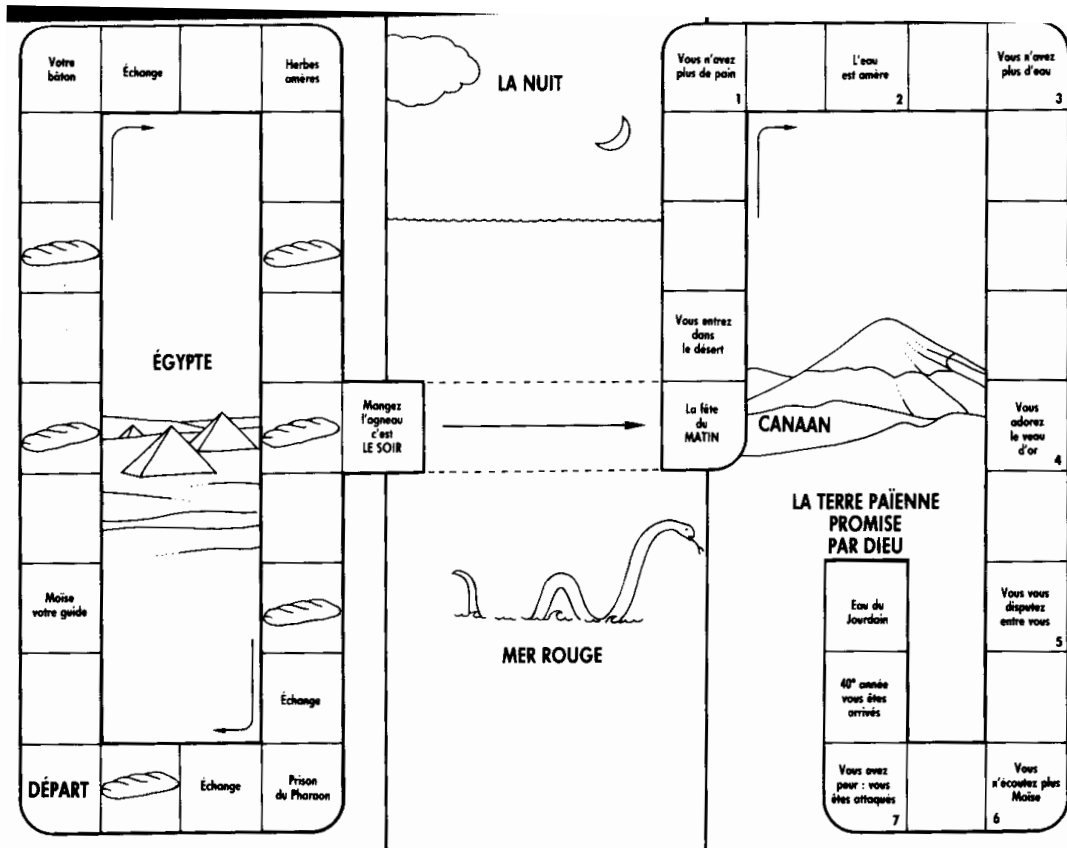 Votre
bâton
Échange
Herbes
amères
ÉGYPTE
Moïse
votre guide
Échange
DÉPART
Échange
Prison
du Pharaon
Mangez
l'agneau
c'est
LE SOIR
LA NUIT
MER ROUGE
Vous n'avez
plus de pain
1
L'eau
est amère
2
Vous n'avez
plus d'eau
3
Vous entrez
dans
le désert
La fête
du
MATIN
CANAAN
Vous
adorez
le veau
d'or
4
LA TERRE PAÏENNE
PROMISE
PAR DIEU
Eau du
Jourdain
Vous vous
disputez
entre vous
5
40e année
vous êtes
arrivés
Vous avez
peur : vous
êtes attaqués
7
Vous
n'écoutez plus
Moïse
6